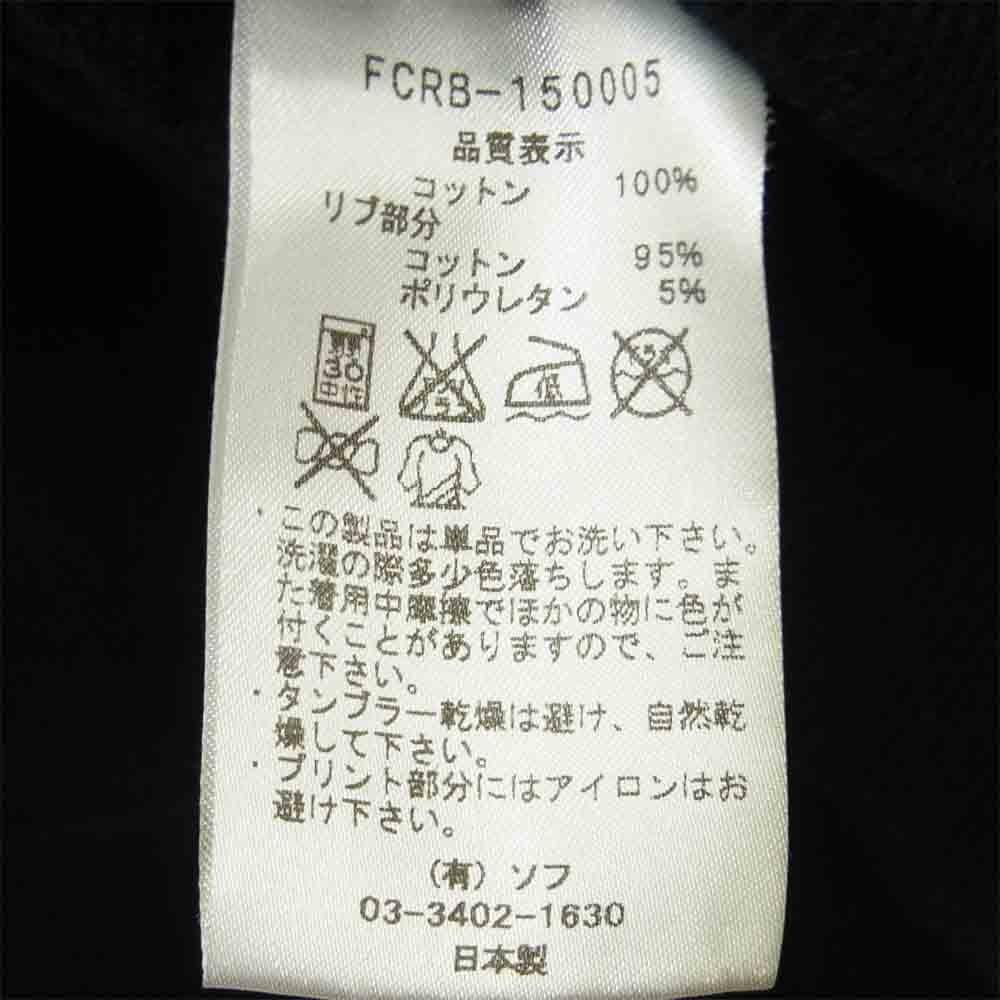 FCRB-150005
品質表示
コットン 100%
リブ部分
コットン 95%
ポリウレタン 5%
30
低
・この製品は単品でお洗い下さい。
洗濯の際多少色落ちします。ま
た着用中摩擦でほかの物に色が
付くことがありますので、ご注
意下さい。
・タンブラー乾燥は避け、自然乾
燥して下さい。
・プリント部分にはアイロンはお
避け下さい。
(有) ソフ
03-3402-1630
日本製